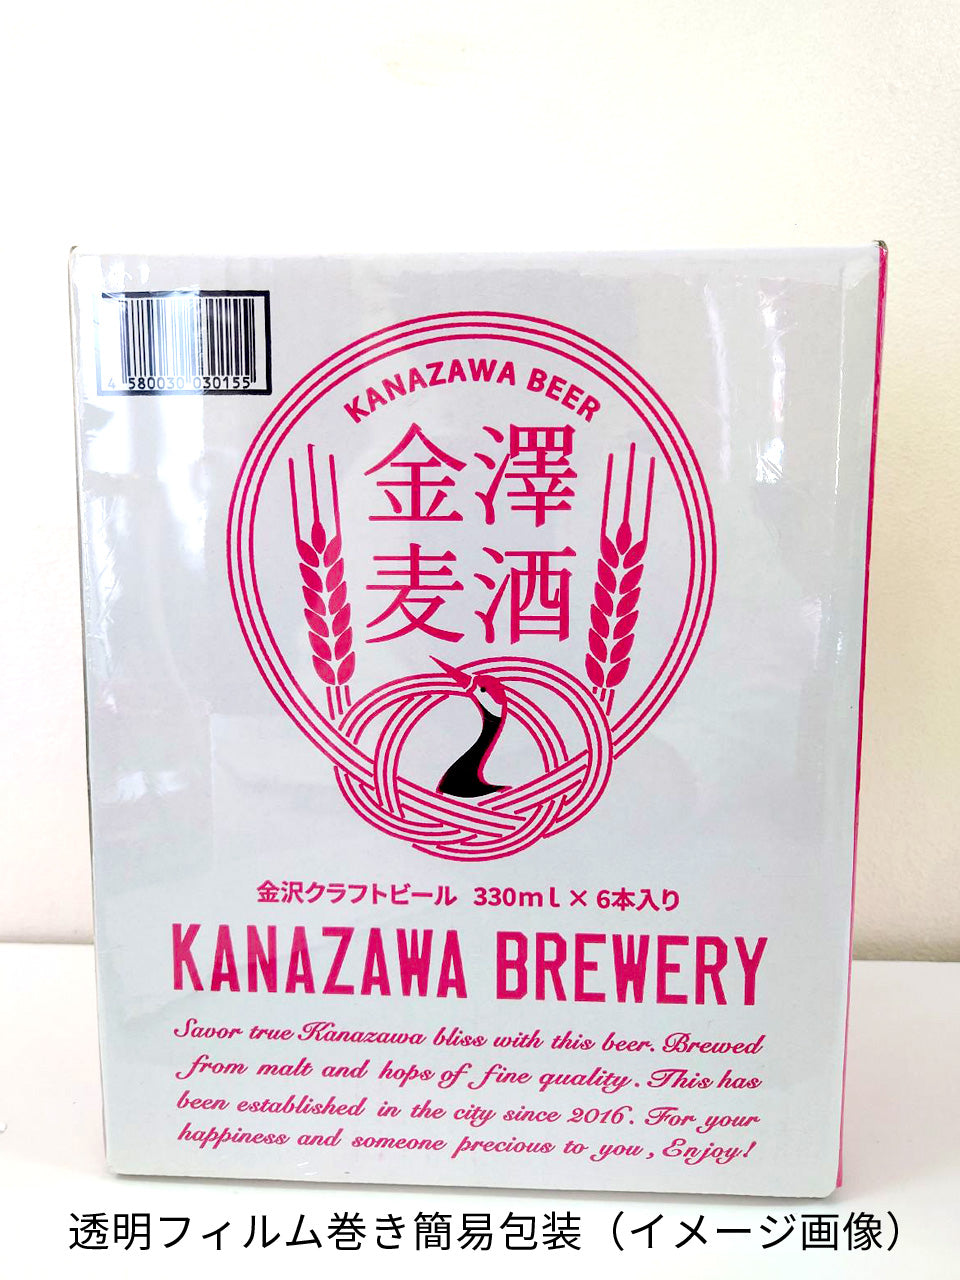 4 580030 030155
KANAZAWA BEER
金澤
麦酒
金沢クラフトビール 330ml × 6本入り
KANAZAWA BREWERY
Savor true Kanazawa bliss with this beer. Brewed
from malt and hops of fine quality. This has
been established in the city since 2016. For your
happiness and someone precious to you, Enjoy!
透明フィルム巻き簡易包装（イメージ画像）